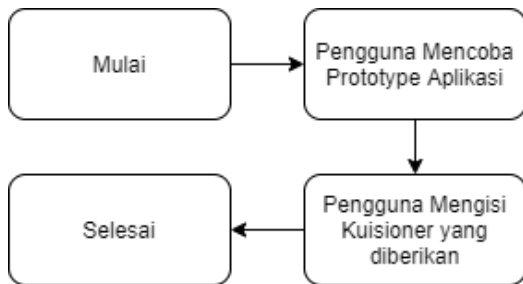 Mulai
Pengguna Mencoba
Prototype Aplikasi
Pengguna Mengisi
Kuisioner yang
diberikan
Selesai